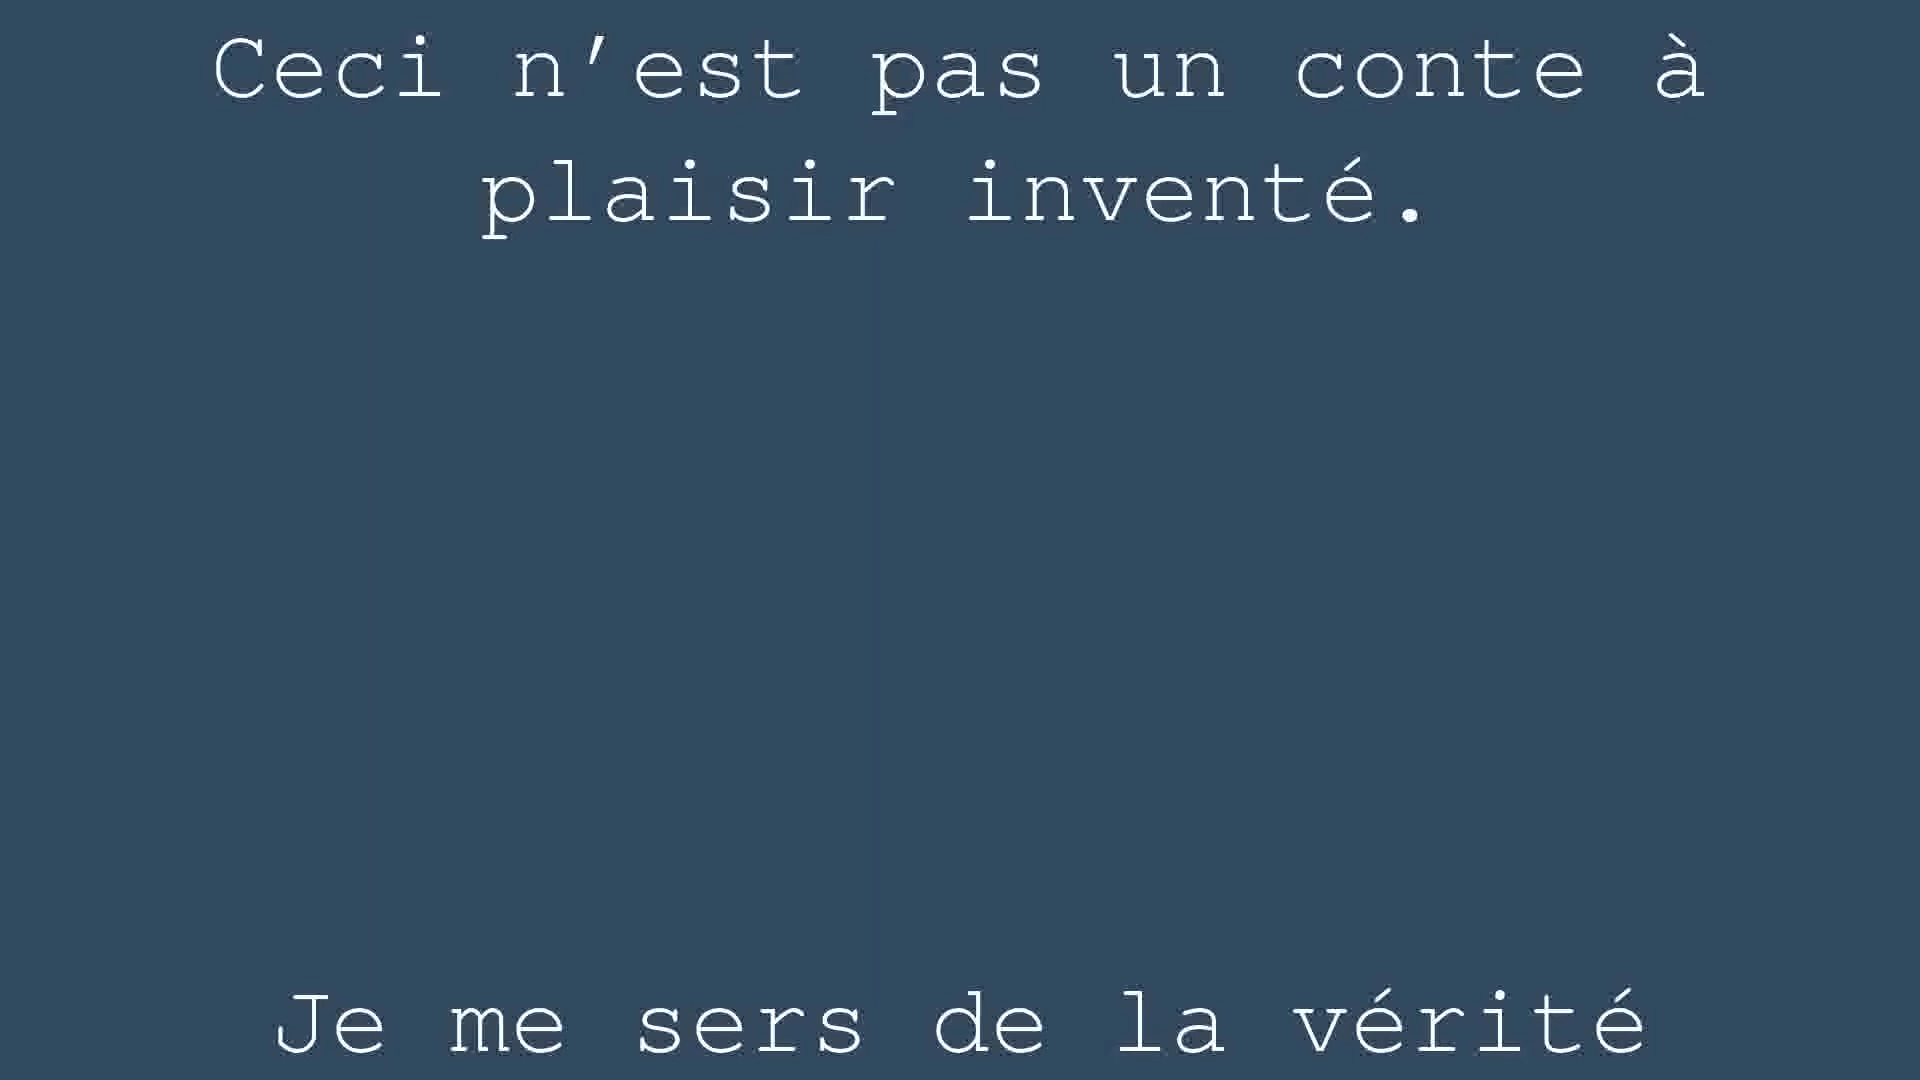 Ceci n’est pas un conte à
plaisir inventé.
Je me sers de la vérité